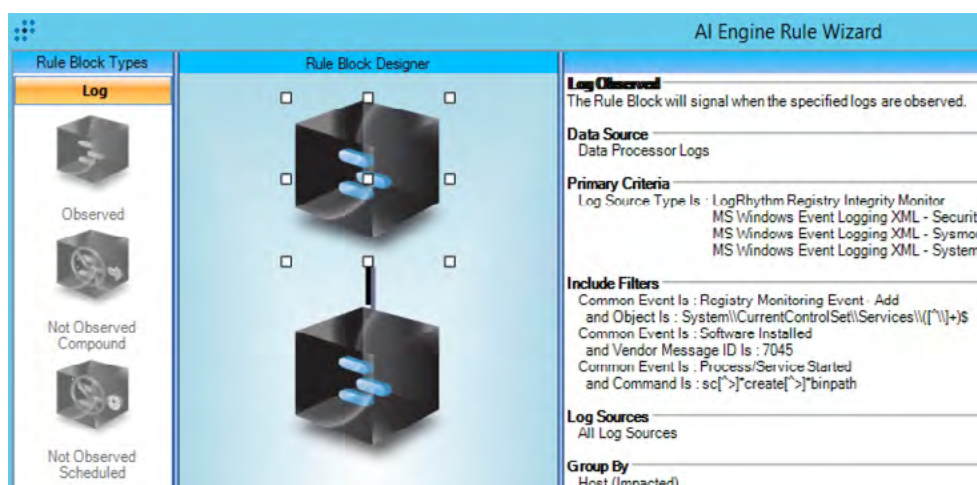 AI Engine Rule Wizard
Rule Block Types
Log
Observed
Not Observed
Compound
Not Observed
Scheduled
Rule Block Designer
Log Observed
The Rule Block will signal when the specified logs are observed.
Data Source
Data Processor Logs
Primary Criteria
Log Source Type Is : LogRhythm Registry Integrity Monitor
MS Windows Event Logging XML - Securit
MS Windows Event Logging XML - Sysmo
MS Windows Event Logging XML - System
Include Filters
Common Event Is : Registry Monitoring Event - Add
and Object Is : System\\CurrentControlSet\\Services\\([^\\]+)$
Common Event Is : Software Installed
and Vendor Message ID Is : 7045
Common Event Is : Process/Service Started
and Command Is : sc[^>]*create[^>]*binpath
Log Sources
All Log Sources
Group By
Host (Impacted)